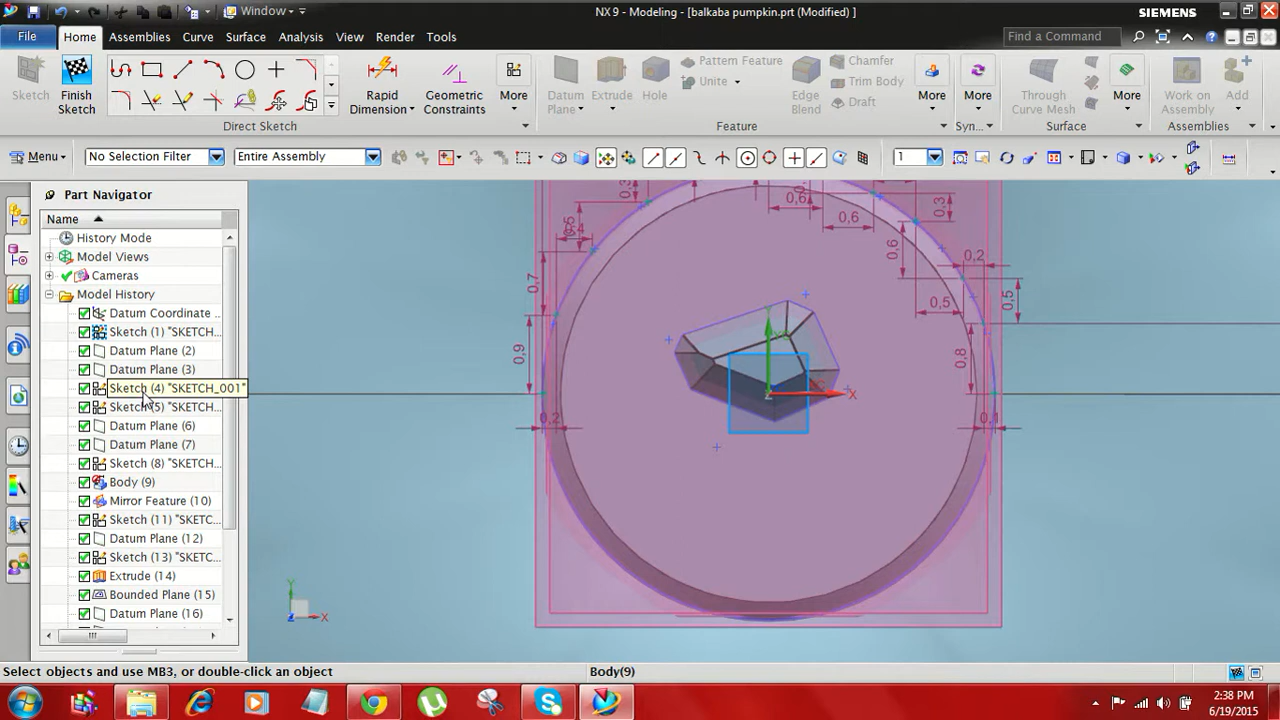 Window
NX 9 - Modeling - [balkaba pumpkin.prt (Modified) ]
SIEMENS
File
Home
Assemblies
Curve
Surface
Analysis
View
Render
Tools
Find a Command
Sketch
Finish
Sketch
Rapid
Dimension
Geometric
Constraints
More
Direct Sketch
Datum
Plane
Extrude
Hole
Pattern Feature
Unite
Edge
Blend
Chamfer
Trim Body
Draft
More
Feature
More
Syn...
Through
Curve Mesh
More
Surface
Work on
Assembly
Add
Assemblies
Menu
No Selection Filter
Entire Assembly
1
Part Navigator
Name
History Mode
Model Views
Cameras
Model History
Datum Coordinate ..
Sketch (1) "SKETCH...
Datum Plane (2)
Datum Plane (3)
Sketch (4) "SKETCH_001"
Sketch (5) "SKETCH...
Datum Plane (6)
Datum Plane (7)
Sketch (8) "SKETCH...
Body (9)
Mirror Feature (10)
Sketch (11) "SKETC...
Datum Plane (12)
Sketch (13) "SKETC...
Extrude (14)
Bounded Plane (15)
Datum Plane (16)
0,6
0,6
0.3
0,6
0,2
0,5
0.5
0,7
0,9
0,8
0,2
X
Y
X
Z
Select objects and use MB3, or double-click an object
Body(9)
2:38 PM
6/19/2015